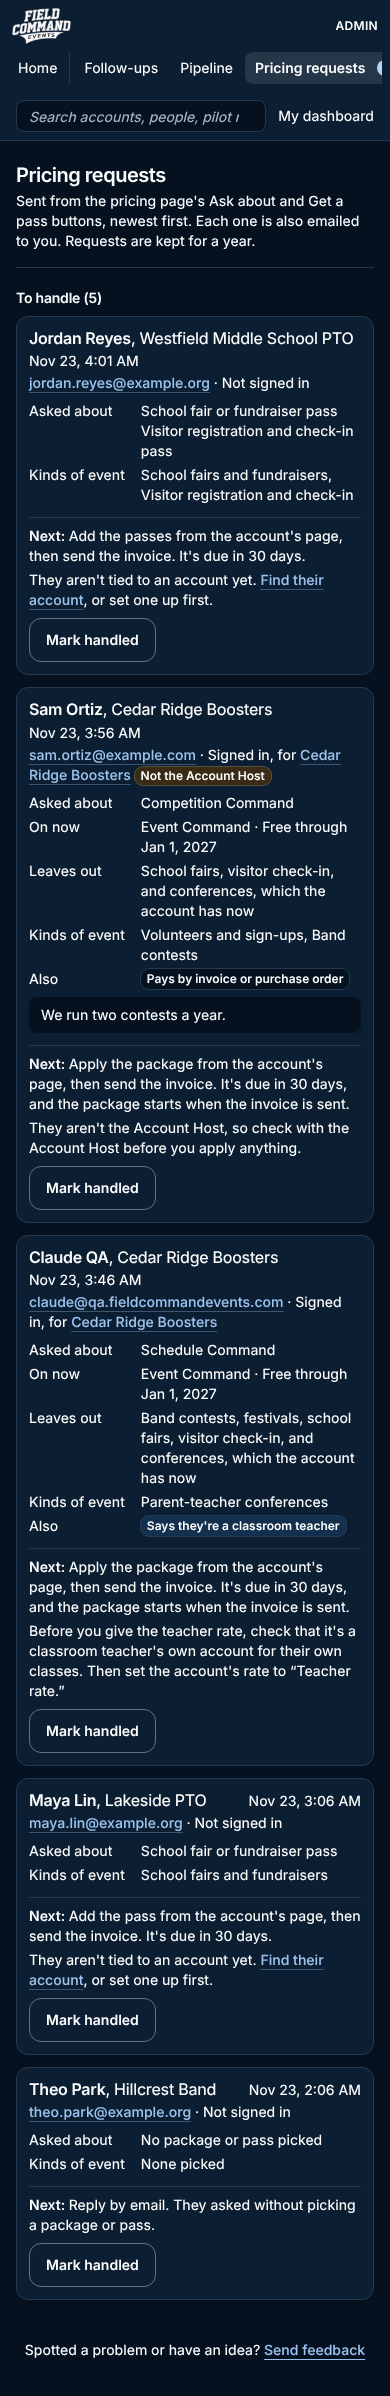 FIELD
COMMAND
EVENTS
ADMIN
Home
Follow-ups
Pipeline
Pricing requests
Search accounts, people, pilot r
My dashboard
Pricing requests
Sent from the pricing page's Ask about and Get a
pass buttons, newest first. Each one is also emailed
to you. Requests are kept for a year.
To handle (5)
Jordan Reyes, Westfield Middle School PTO
Nov 23, 4:01 AM
jordan.reyes@example.org · Not signed in
Asked about School fair or fundraiser pass
Visitor registration and check-in
pass
Kinds of event School fairs and fundraisers,
Visitor registration and check-in
Next: Add the passes from the account's page,
then send the invoice. It's due in 30 days.
They aren't tied to an account yet. Find their
account, or set one up first.
Mark handled
Sam Ortiz, Cedar Ridge Boosters
Nov 23, 3:56 AM
sam.ortiz@example.com · Signed in, for Cedar
Ridge Boosters Not the Account Host
Asked about Competition Command
On now Event Command · Free through
Jan 1, 2027
Leaves out School fairs, visitor check-in,
and conferences, which the
account has now
Kinds of event Volunteers and sign-ups, Band
contests
Also Pays by invoice or purchase order
We run two contests a year.
Next: Apply the package from the account's
page, then send the invoice. It's due in 30 days,
and the package starts when the invoice is sent.
They aren't the Account Host, so check with the
Account Host before you apply anything.
Mark handled
Claude QA, Cedar Ridge Boosters
Nov 23, 3:46 AM
claude@qa.fieldcommandevents.com · Signed
in, for Cedar Ridge Boosters
Asked about Schedule Command
On now Event Command · Free through
Jan 1, 2027
Leaves out Band contests, festivals, school
fairs, visitor check-in, and
conferences, which the account
has now
Kinds of event Parent-teacher conferences
Also Says they're a classroom teacher
Next: Apply the package from the account's
page, then send the invoice. It's due in 30 days,
and the package starts when the invoice is sent.
Before you give the teacher rate, check that it's a
classroom teacher's own account for their own
classes. Then set the account's rate to “Teacher
rate.”
Mark handled
Maya Lin, Lakeside PTO Nov 23, 3:06 AM
maya.lin@example.org · Not signed in
Asked about School fair or fundraiser pass
Kinds of event School fairs and fundraisers
Next: Add the pass from the account's page, then
send the invoice. It's due in 30 days.
They aren't tied to an account yet. Find their
account, or set one up first.
Mark handled
Theo Park, Hillcrest Band Nov 23, 2:06 AM
theo.park@example.org · Not signed in
Asked about No package or pass picked
Kinds of event None picked
Next: Reply by email. They asked without picking
a package or pass.
Mark handled
Spotted a problem or have an idea? Send feedback